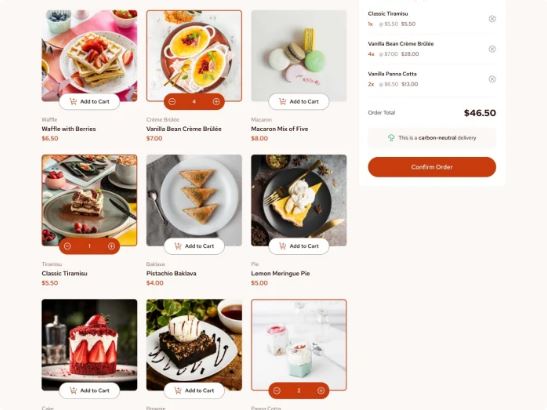 Add to Cart
4
Add to Cart
Waffle
Waffle with Berries
$6.50
Crème Brûlée
Vanilla Bean Crème Brûlée
$7.00
Macaron
Macaron Mix of Five
$8.00
1
Add to Cart
Add to Cart
Tiramisu
Classic Tiramisu
$5.50
Baklava
Pistachio Baklava
$4.00
Pie
Lemon Meringue Pie
$5.00
Add to Cart
Add to Cart
2
Classic Tiramisu
1x @ $5.50 $5.50
Vanilla Bean Crème Brûlée
4x @ $7.00 $28.00
Vanilla Panna Cotta
2x @ $6.50 $13.00
Order Total $46.50
This is a carbon-neutral delivery
Confirm Order